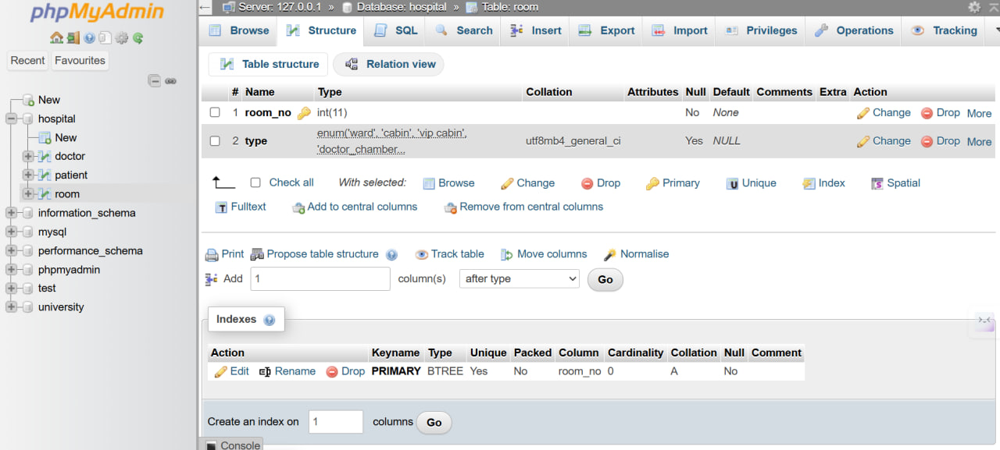 phpMyAdmin
Recent Favourites
New
hospital
New
doctor
patient
room
information_schema
mysql
performance_schema
phpmyadmin
test
university
Server: 127.0.0.1 » Database: hospital » Table: room
Browse Structure SQL Search Insert Export Import Privileges Operations Tracking
Table structure Relation view
# Name Type Collation Attributes Null Default Comments Extra Action
1 room_no int(11) No None Change Drop More
2 type enum('ward', 'cabin', 'vip cabin', utf8mb4_general_ci Yes NULL Change Drop More
'doctor_chamber...
Check all With selected: Browse Change Drop Primary Unique Index Spatial
Fulltext Add to central columns Remove from central columns
Print Propose table structure Track table Move columns Normalise
Add 1 column(s) after type Go
Indexes
Action Keyname Type Unique Packed Column Cardinality Collation Null Comment
Edit Rename Drop PRIMARY BTREE Yes No room_no 0 A No
Create an index on 1 columns Go
Console